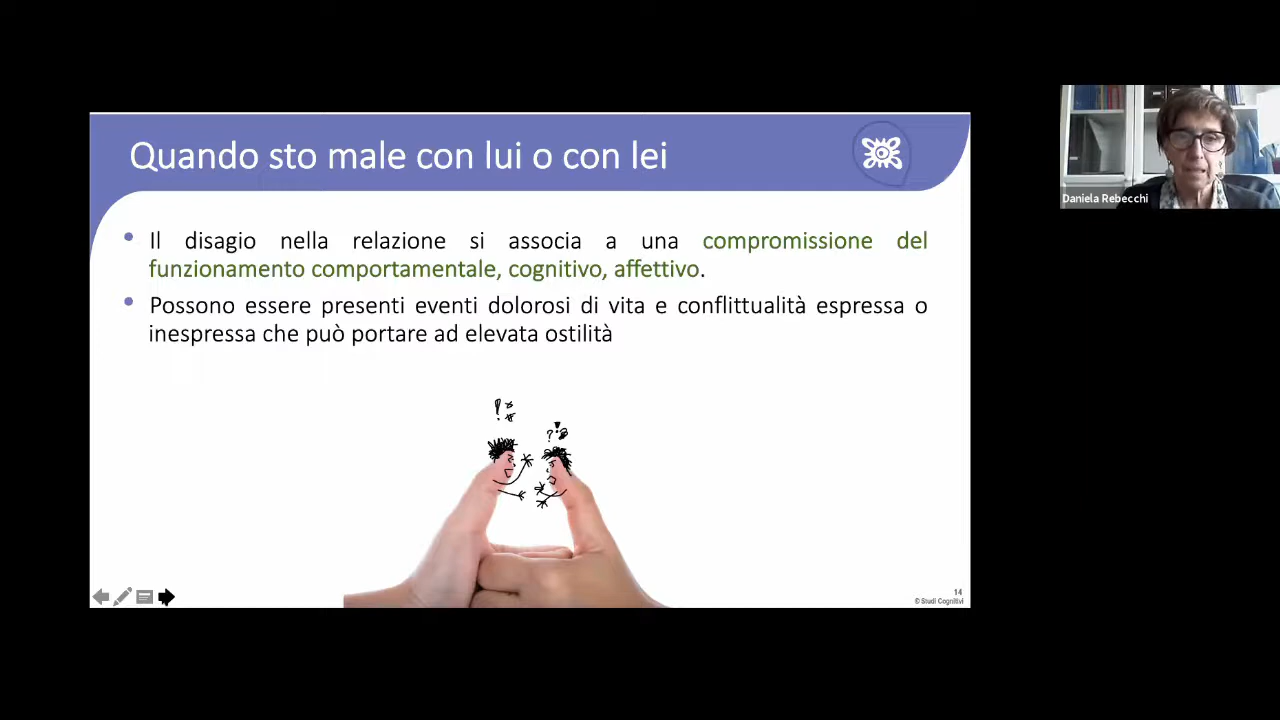 Quando sto male con lui o con lei
Il disagio nella relazione si associa a una compromissione del
funzionamento comportamentale, cognitivo, affettivo.
Possono essere presenti eventi dolorosi di vita e conflittualità espressa o
inespressa che può portare ad elevata ostilità
! * *
? ! *
14
© Studi Cognitivi
Daniela Rebecchi